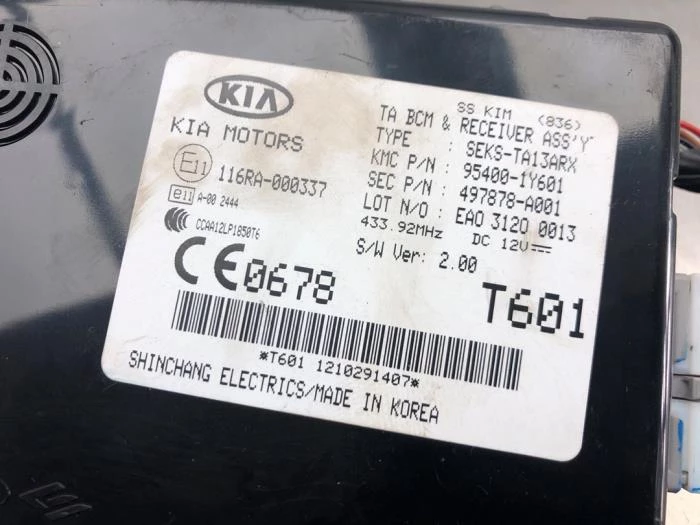 KIA
KIA MOTORS
SS KIM (836)
TA BCM & RECEIVER ASS'Y
TYPE : SEKS-TA13ARX
KMC P/N : 95400-1Y601
SEC P/N : 497878-A001
LOT N/O : EAO 3120 0013
433.92MHz DC 12V
S/W Ver: 2.00
E11 116RA-000337
e11 A-00 2444
CCAA12LP1850T6
CE0678
T601
*T601 1210291407*
SHINCHANG ELECTRICS/MADE IN KOREA